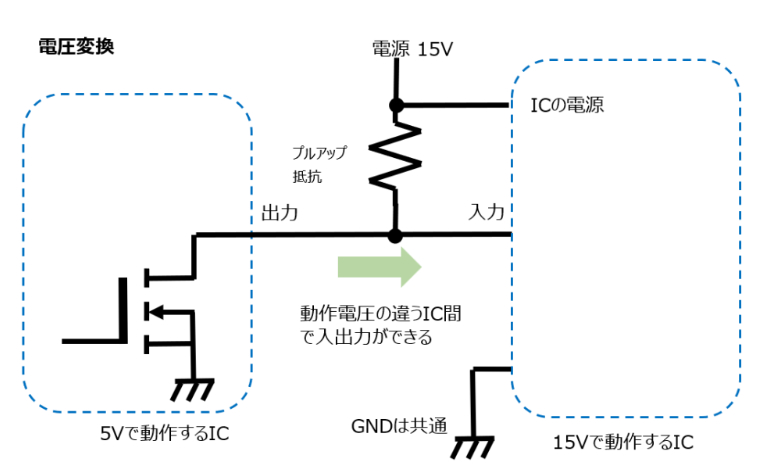 電圧変換
電源 15V
ICの電源
プルアップ
抵抗
出力
入力
動作電圧の違うIC間
で入出力ができる
GNDは共通
5Vで動作するIC
15Vで動作するIC